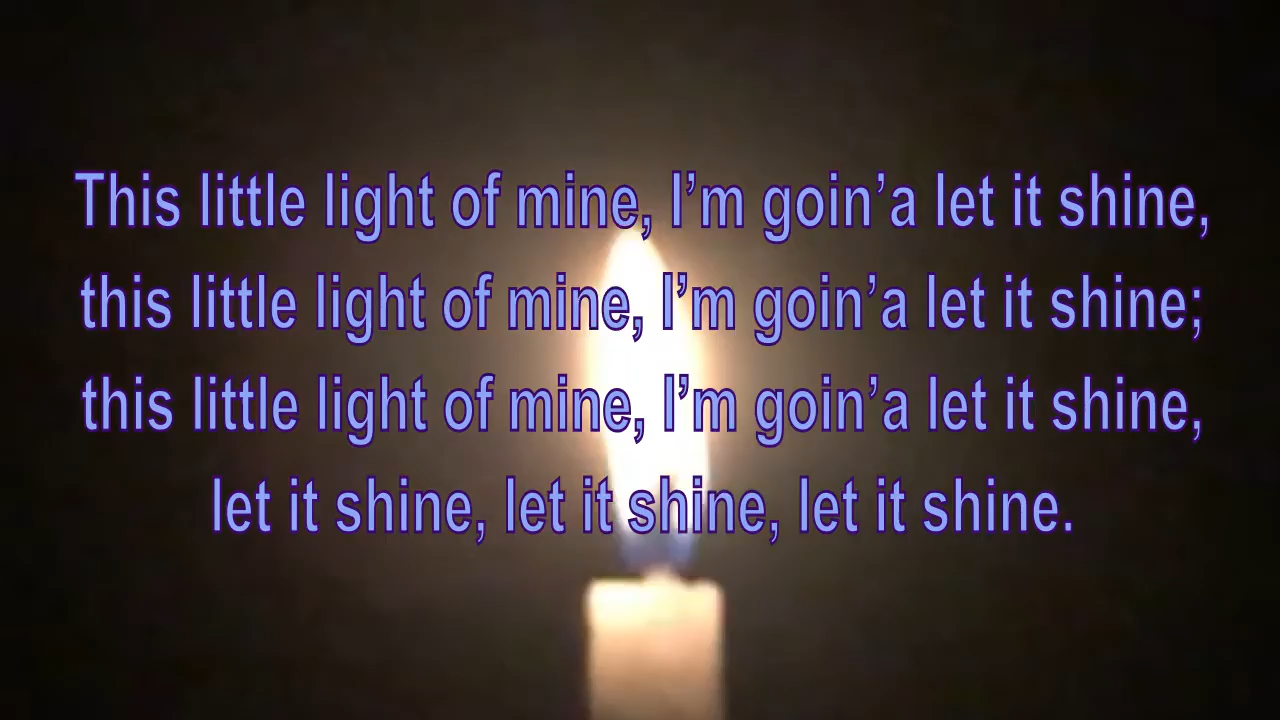 This little light of mine, I’m goin’a let it shine,
this little light of mine, I’m goin’a let it shine;
this little light of mine, I’m goin’a let it shine,
let it shine, let it shine, let it shine.